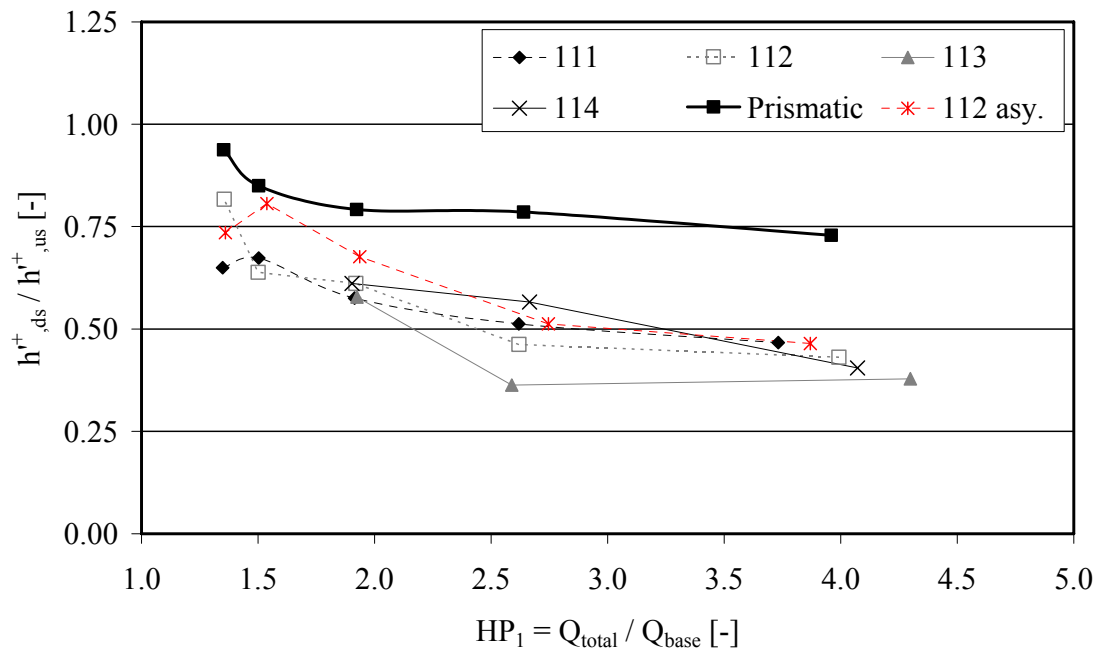 1.25
1.00
0.75
0.50
0.25
0.00
h'⁺,ds / h'⁺,us [-]
111
112
113
114
Prismatic
112 asy.
1.0 1.5 2.0 2.5 3.0 3.5 4.0 4.5 5.0
HP₁ = Qtotal / Qbase [-]